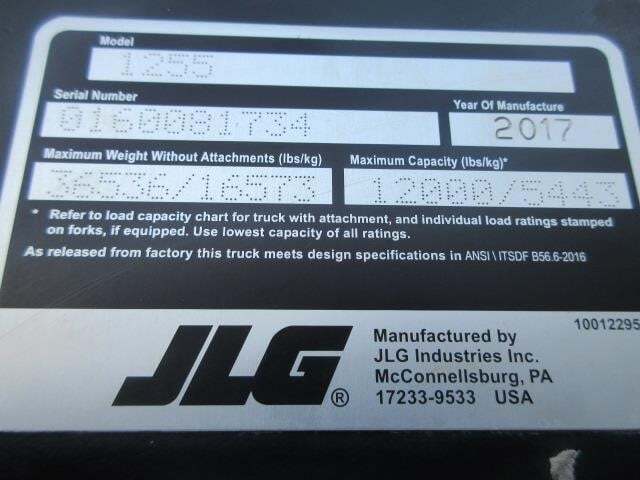 Model
1255
Serial Number
0160081734
Year Of Manufacture
2017
Maximum Weight Without Attachments (lbs/kg)
36536/16573
Maximum Capacity (lbs/kg)*
12000/5443
* Refer to load capacity chart for truck with attachment, and individual load ratings stamped
on forks, if equipped. Use lowest capacity of all ratings.
As released from factory this truck meets design specifications in ANSI \ ITSDF B56.6-2016
JLG®
Manufactured by
JLG Industries Inc.
McConnellsburg, PA
17233-9533 USA
10012295